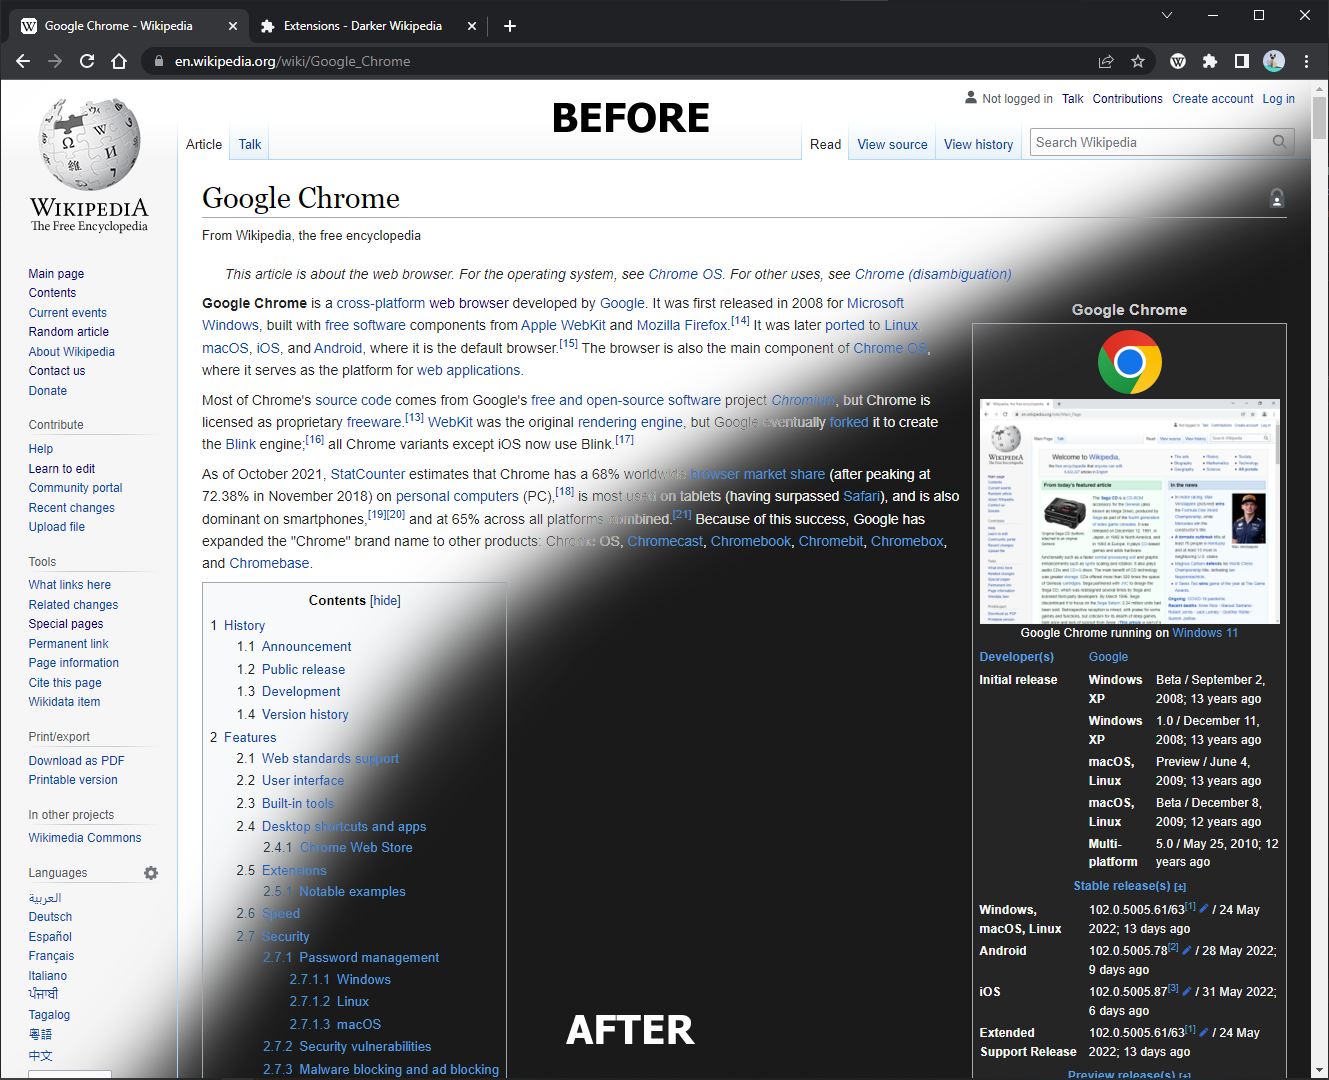 Google Chrome - Wikipedia
Extensions - Darker Wikipedia
en.wikipedia.org/wiki/Google_Chrome
BEFORE
Not logged in Talk Contributions Create account Log in
Article Talk
Read View source View history
Search Wikipedia
WIKIPEDIA
The Free Encyclopedia
Main page
Contents
Current events
Random article
About Wikipedia
Contact us
Donate
Contribute
Help
Learn to edit
Community portal
Recent changes
Upload file
Tools
What links here
Related changes
Special pages
Permanent link
Page information
Cite this page
Wikidata item
Print/export
Download as PDF
Printable version
In other projects
Wikimedia Commons
Languages
العربية
Deutsch
Español
Français
Italiano
ਪੰਜਾਬੀ
Tagalog
粵語
中文
Google Chrome
From Wikipedia, the free encyclopedia
This article is about the web browser. For the operating system, see Chrome OS. For other uses, see Chrome (disambiguation)
Google Chrome is a cross-platform web browser developed by Google. It was first released in 2008 for Microsoft
Windows, built with free software components from Apple WebKit and Mozilla Firefox.[14] It was later ported to Linux,
macOS, iOS, and Android, where it is the default browser.[15] The browser is also the main component of Chrome OS,
where it serves as the platform for web applications.
Most of Chrome's source code comes from Google's free and open-source software project Chromium, but Chrome is
licensed as proprietary freeware.[13] WebKit was the original rendering engine, but Google eventually forked it to create
the Blink engine;[16] all Chrome variants except iOS now use Blink.[17]
As of October 2021, StatCounter estimates that Chrome has a 68% worldwide browser market share (after peaking at
72.38% in November 2018) on personal computers (PC),[18] is most used on tablets (having surpassed Safari), and is also
dominant on smartphones,[19][20] and at 65% across all platforms combined.[21] Because of this success, Google has
expanded the "Chrome" brand name to other products: Chrome OS, Chromecast, Chromebook, Chromebit, Chromebox,
and Chromebase.
Contents [hide]
1 History
1.1 Announcement
1.2 Public release
1.3 Development
1.4 Version history
2 Features
2.1 Web standards support
2.2 User interface
2.3 Built-in tools
2.4 Desktop shortcuts and apps
2.4.1 Chrome Web Store
2.5 Extensions
2.5.1 Notable examples
2.6 Speed
2.7 Security
2.7.1 Password management
2.7.1.1 Windows
2.7.1.2 Linux
2.7.1.3 macOS
2.7.2 Security vulnerabilities
2.7.3 Malware blocking and ad blocking
AFTER
Google Chrome
Welcome to Wikipedia,
From today's featured article
In the news
Google Chrome running on Windows 11
Developer(s) Google
Initial release Windows XP Beta / September 2, 2008; 13 years ago
Windows XP 1.0 / December 11, 2008; 13 years ago
macOS, Linux Preview / June 4, 2009; 13 years ago
macOS, Linux Beta / December 8, 2009; 12 years ago
Multi-platform 5.0 / May 25, 2010; 12 years ago
Stable release(s) [±]
Windows, macOS, Linux 102.0.5005.61/63[1] / 24 May 2022; 13 days ago
Android 102.0.5005.78[2] / 28 May 2022; 9 days ago
iOS 102.0.5005.87[3] / 31 May 2022; 6 days ago
Extended Support Release 102.0.5005.61/63[1] / 24 May 2022; 13 days ago
Preview release(s) [±]